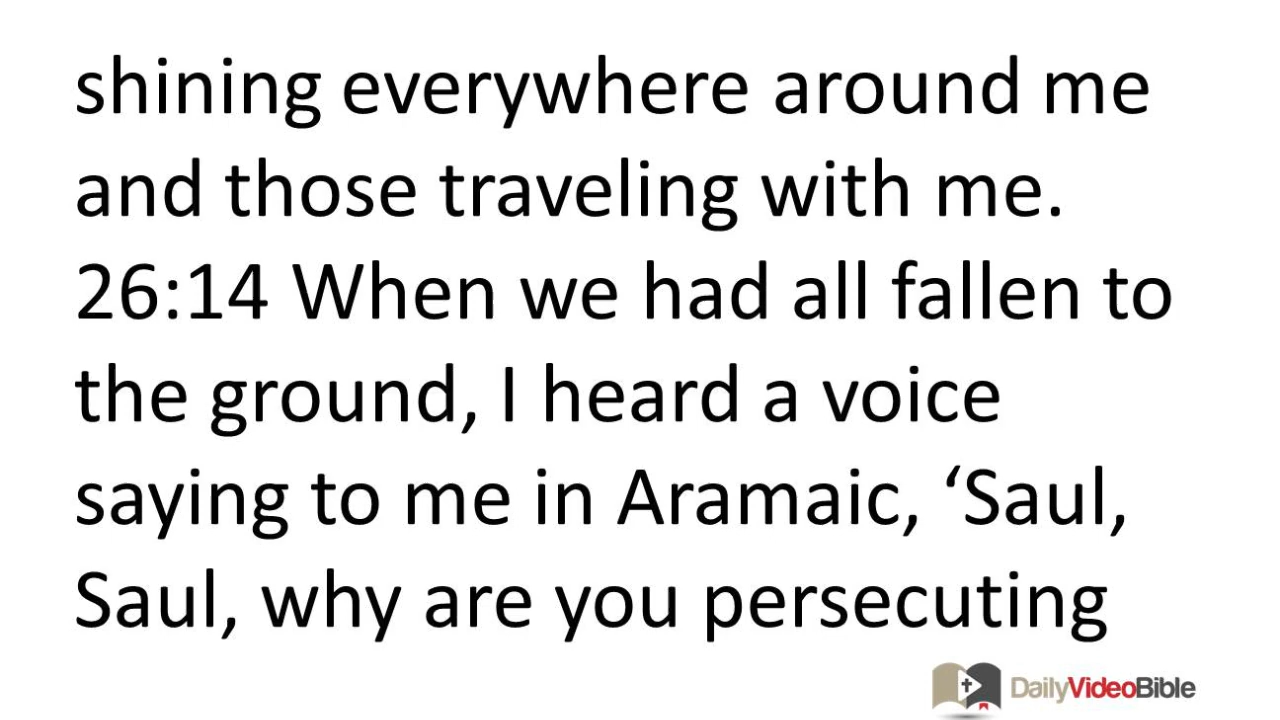 shining everywhere around me
and those traveling with me.
26:14 When we had all fallen to
the ground, I heard a voice
saying to me in Aramaic, ‘Saul,
Saul, why are you persecuting
DailyVideoBible